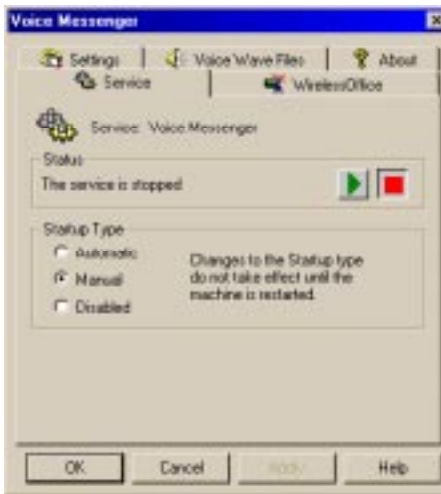 Voice Messenger
Settings
Voice Wave Files
About
Service
WirelessOffice
Service: Voice Messenger
Status
The service is stopped
Startup Type
Automatic
Manual
Disabled
Changes to the Startup type
do not take effect until the
machine is restarted.
OK
Cancel
Apply
Help